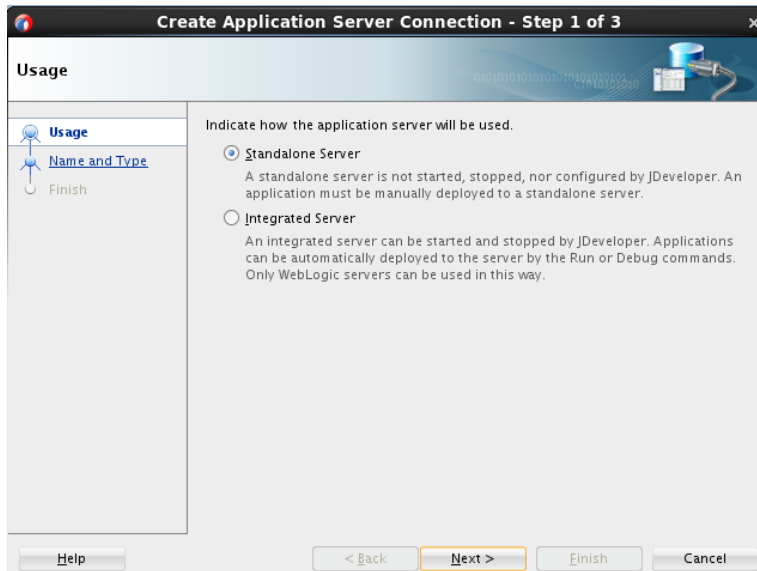 Create Application Server Connection - Step 1 of 3
Usage
Usage
Name and Type
Finish
Indicate how the application server will be used.
Standalone Server
A standalone server is not started, stopped, nor configured by JDeveloper. An
application must be manually deployed to a standalone server.
Integrated Server
An integrated server can be started and stopped by JDeveloper. Applications
can be automatically deployed to the server by the Run or Debug commands.
Only WebLogic servers can be used in this way.
Help
< Back
Next >
Finish
Cancel